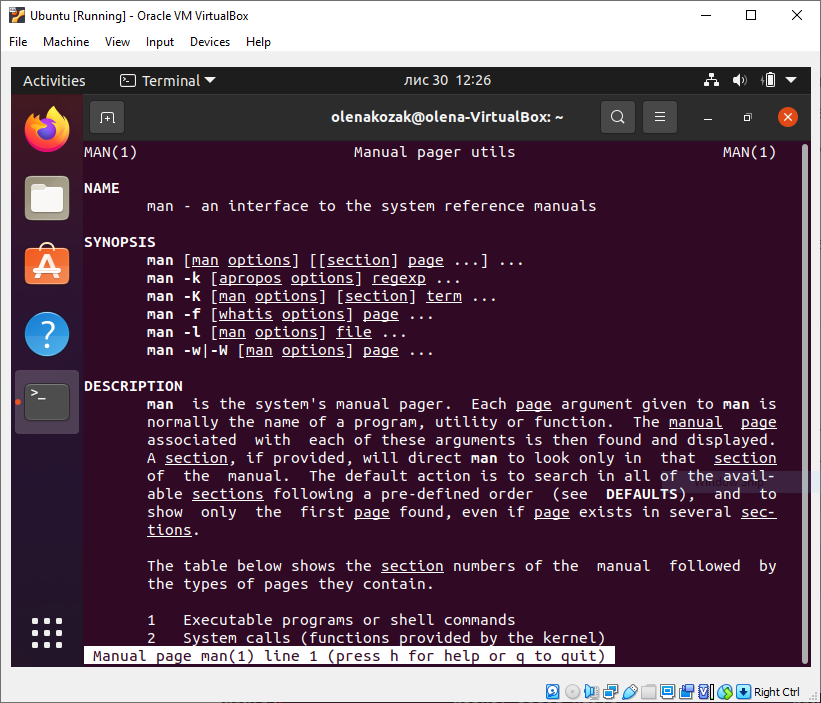 Ubuntu [Running] - Oracle VM VirtualBox
File Machine View Input Devices Help
Activities Terminal лис 30 12:26
olenakozak@olena-VirtualBox: ~
MAN(1) Manual pager utils MAN(1)
NAME
man - an interface to the system reference manuals
SYNOPSIS
man [man options] [[section] page ...] ...
man -k [apropos options] regexp ...
man -K [man options] [section] term ...
man -f [whatis options] page ...
man -l [man options] file ...
man -w|-W [man options] page ...
DESCRIPTION
man is the system's manual pager. Each page argument given to man is
normally the name of a program, utility or function. The manual page
associated with each of these arguments is then found and displayed.
A section, if provided, will direct man to look only in that section
of the manual. The default action is to search in all of the avail-
able sections following a pre-defined order (see DEFAULTS), and to
show only the first page found, even if page exists in several sec-
tions.
The table below shows the section numbers of the manual followed by
the types of pages they contain.
1 Executable programs or shell commands
2 System calls (functions provided by the kernel)
Manual page man(1) line 1 (press h for help or q to quit)
Right Ctrl